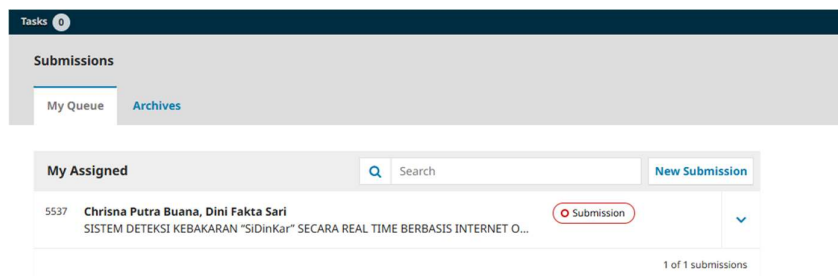 Tasks 0
Submissions
My Queue Archives
My Assigned Search New Submission
5537 Chrisna Putra Buana, Dini Fakta Sari Submission
SISTEM DETEKSI KEBAKARAN “SiDinKar” SECARA REAL TIME BERBASIS INTERNET O...
1 of 1 submissions